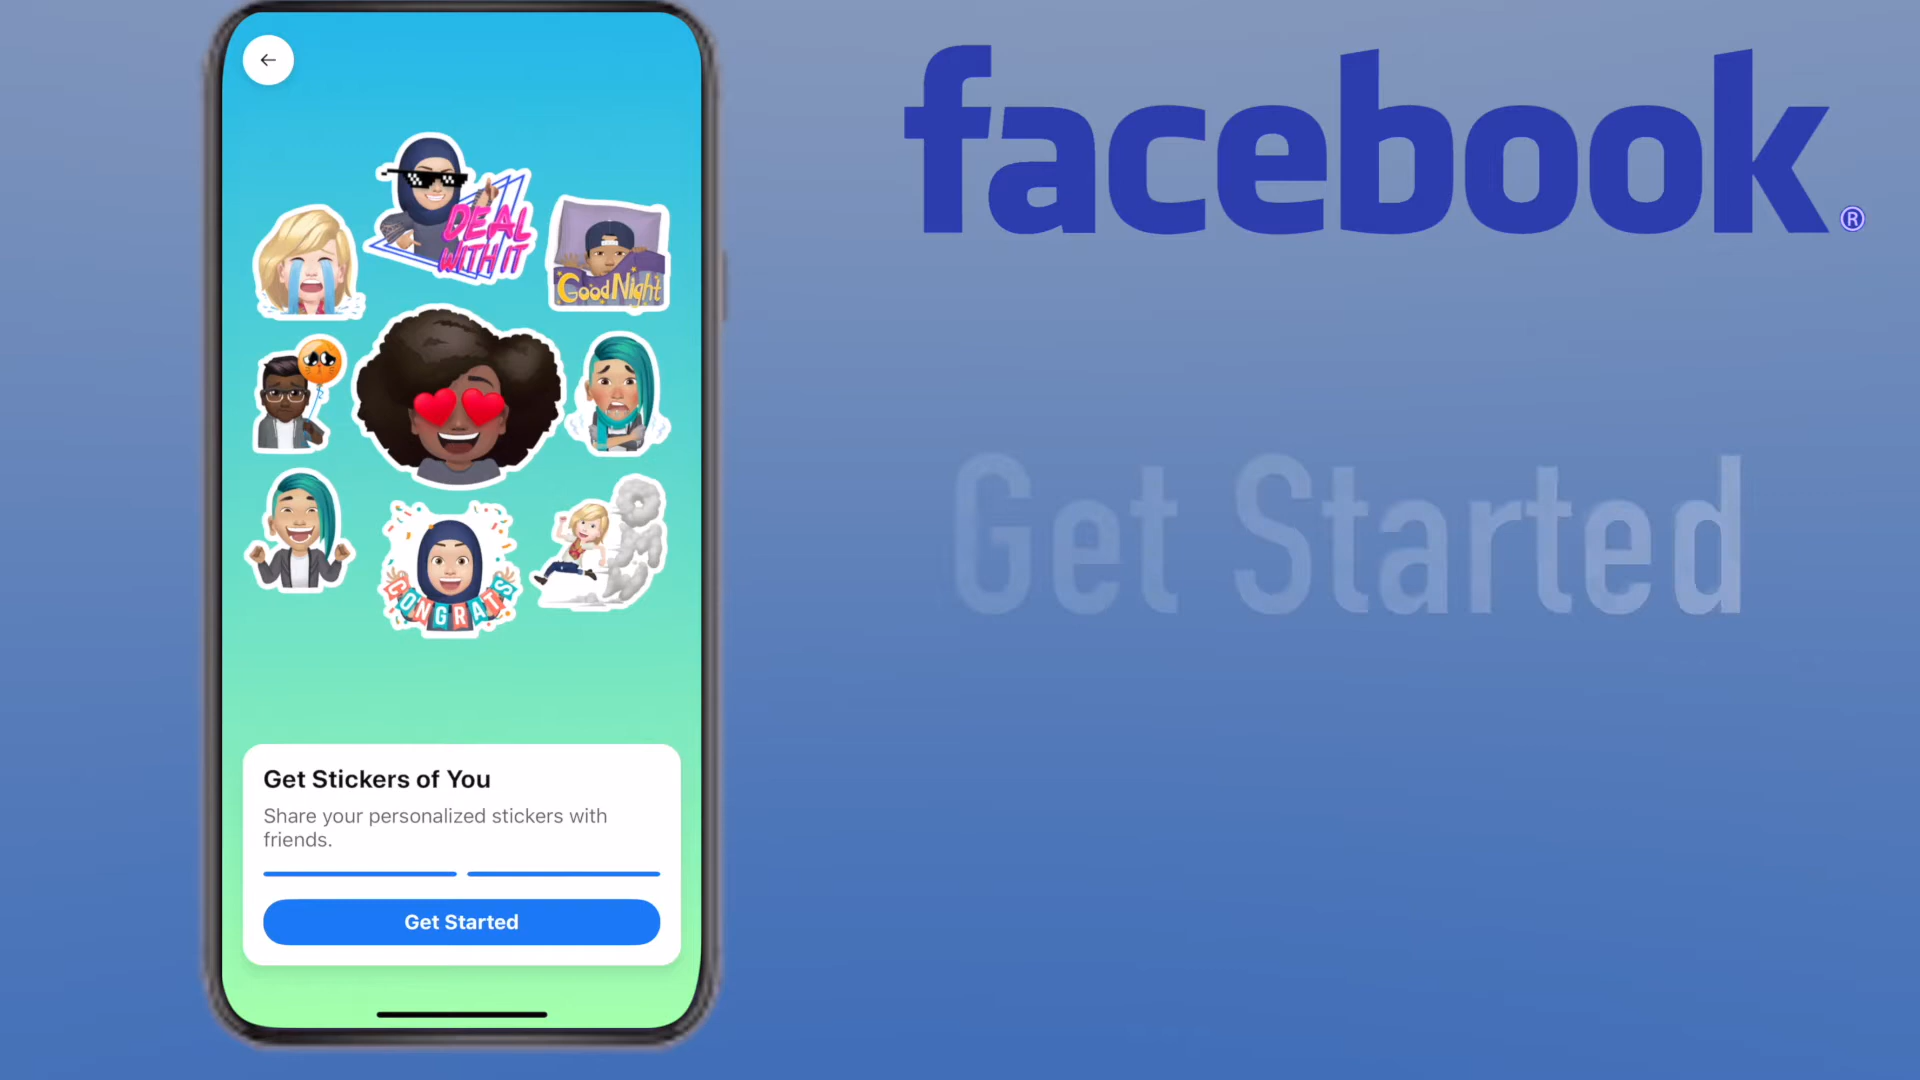 facebook®
DEAL
WITH IT
Good Night
OMW
CONGRATS
Get Started
Get Stickers of You
Share your personalized stickers with
friends.
Get Started